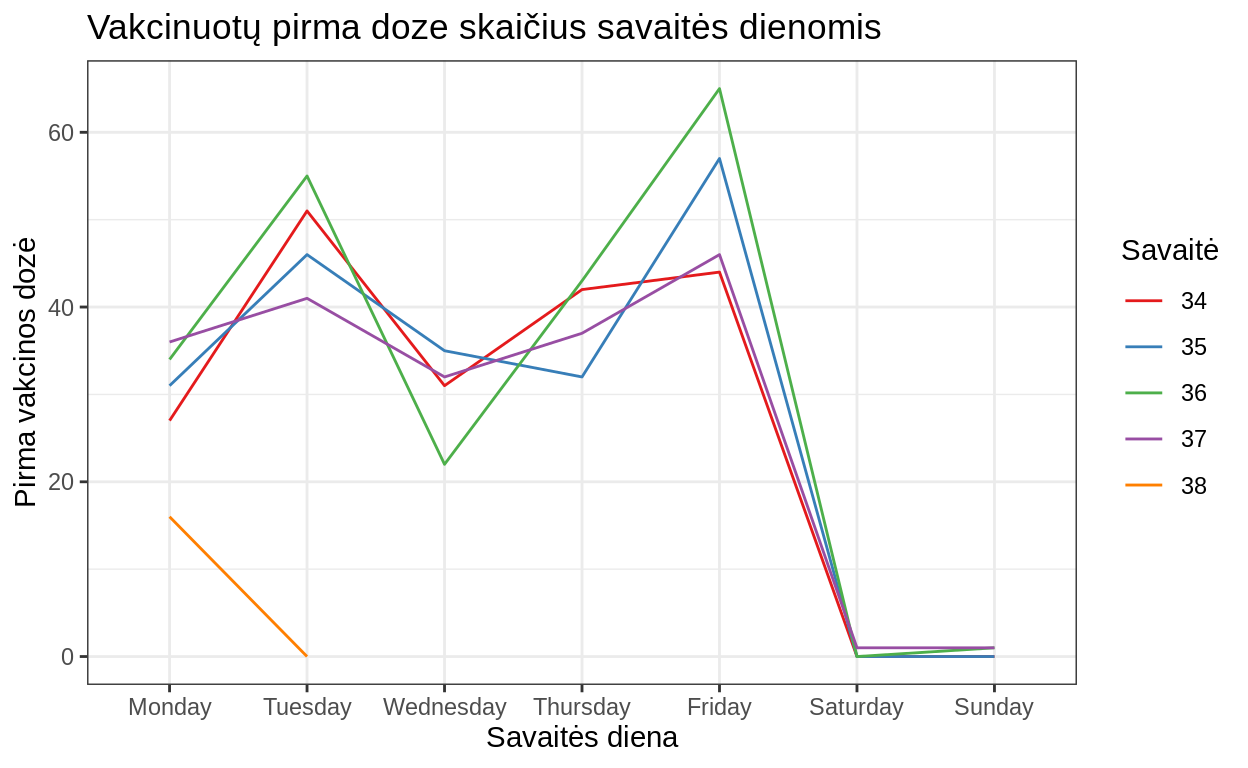 Vakcinuotų pirma doze skaičius savaitės dienomis
Pirma vakcinos dozė
60
40
20
0
Monday Tuesday Wednesday Thursday Friday Saturday Sunday
Savaitės diena
Savaitė
34
35
36
37
38